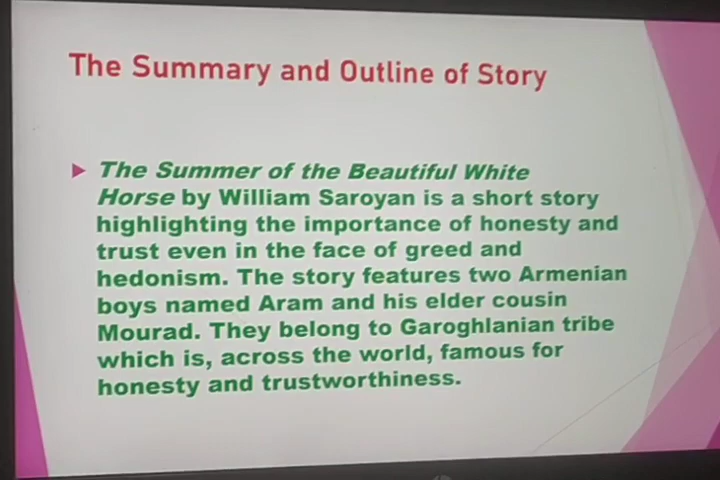 The Summary and Outline of Story
The Summer of the Beautiful White
Horse by William Saroyan is a short story
highlighting the importance of honesty and
trust even in the face of greed and
hedonism. The story features two Armenian
boys named Aram and his elder cousin
Mourad. They belong to Garoghlanian tribe
which is, across the world, famous for
honesty and trustworthiness.